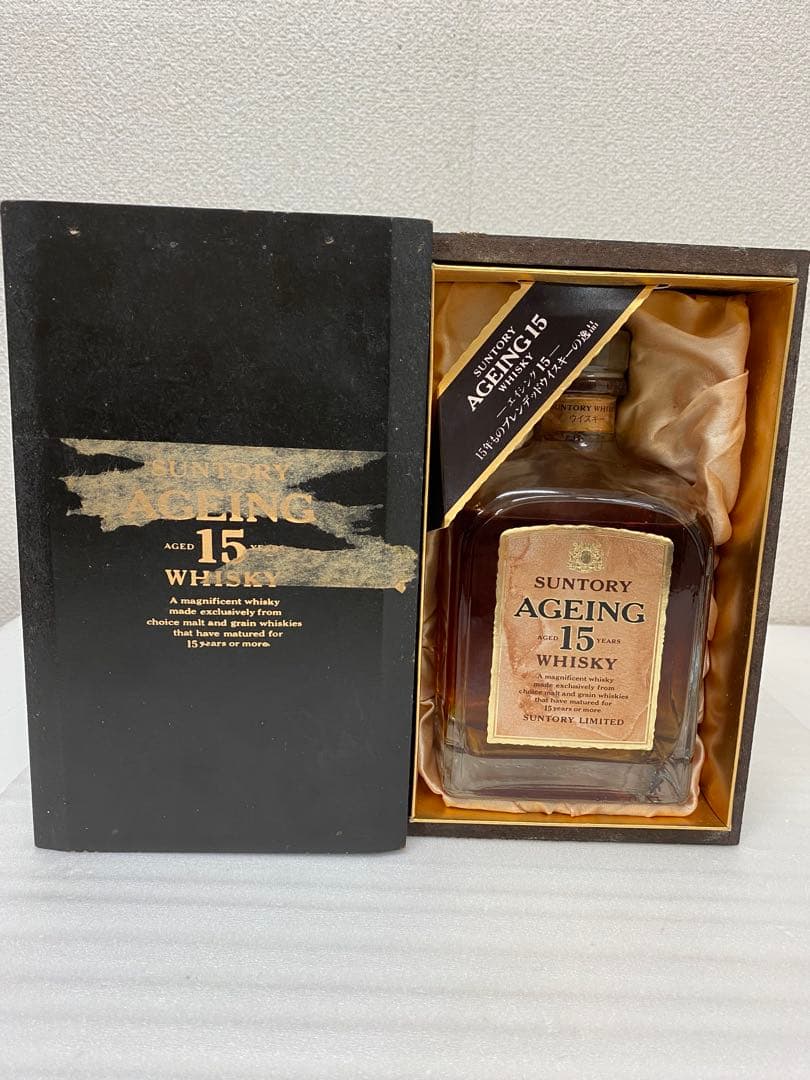 SUNTORY
AGEING
AGED 15 YEARS
WHISKY
A magnificent whisky
made exclusively from
choice malt and grain whiskies
that have matured for
15 years or more.
SUNTORY
AGEING 15
WHISKY
エイジング 15
15年もののブレンデッドウイスキーの逸品
SUNTORY WHIS
ウイスキー
SUNTORY
AGEING
AGED 15 YEARS
WHISKY
A magnificent whisky
made exclusively from
choice malt and grain whiskies
that have matured for
15 years or more
SUNTORY LIMITED